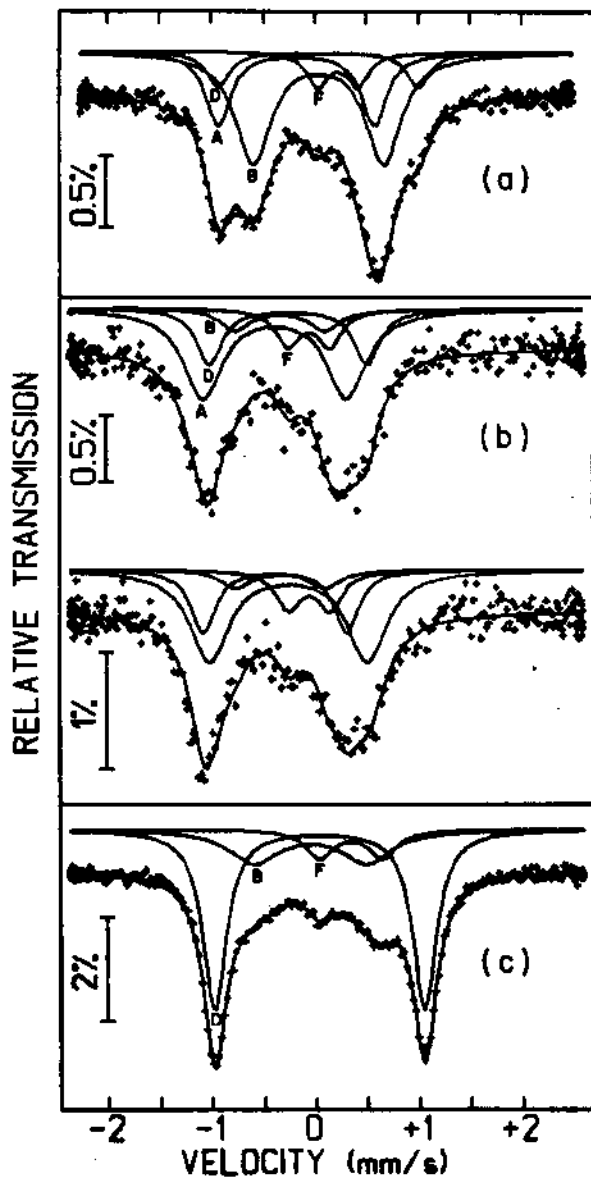 RELATIVE TRANSMISSION
D
F
A
B
0.5%
(a)
B
D
F
A
0.5%
(b)
1%
B
F
D
2%
(c)
-2 -1 0 +1 +2
VELOCITY (mm/s)